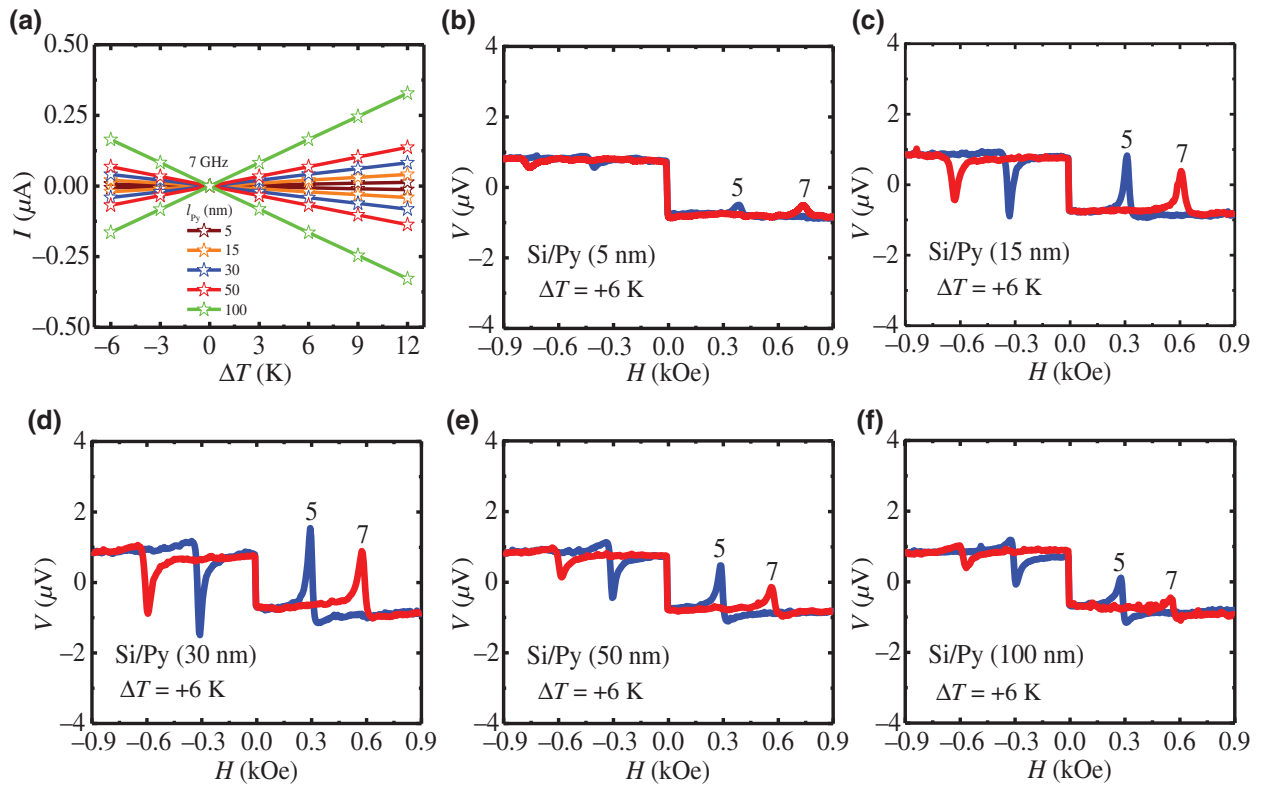 (a)
I (μA)
0.50
0.25
0.00
−0.25
−0.50
7 GHz
tPy (nm)
5
15
30
50
100
−6 −3 0 3 6 9 12
ΔT (K)
(b)
V (μV)
4
2
0
−2
−4
5 7
Si/Py (5 nm)
ΔT = +6 K
−0.9 −0.6 −0.3 0.0 0.3 0.6 0.9
H (kOe)
(c)
V (μV)
4
2
0
−2
−4
5 7
Si/Py (15 nm)
ΔT = +6 K
−0.9 −0.6 −0.3 0.0 0.3 0.6 0.9
H (kOe)
(d)
V (μV)
4
2
0
−2
−4
5 7
Si/Py (30 nm)
ΔT = +6 K
−0.9 −0.6 −0.3 0.0 0.3 0.6 0.9
H (kOe)
(e)
V (μV)
4
2
0
−2
−4
5 7
Si/Py (50 nm)
ΔT = +6 K
−0.9 −0.6 −0.3 0.0 0.3 0.6 0.9
H (kOe)
(f)
V (μV)
4
2
0
−2
−4
5 7
Si/Py (100 nm)
ΔT = +6 K
−0.9 −0.6 −0.3 0.0 0.3 0.6 0.9
H (kOe)